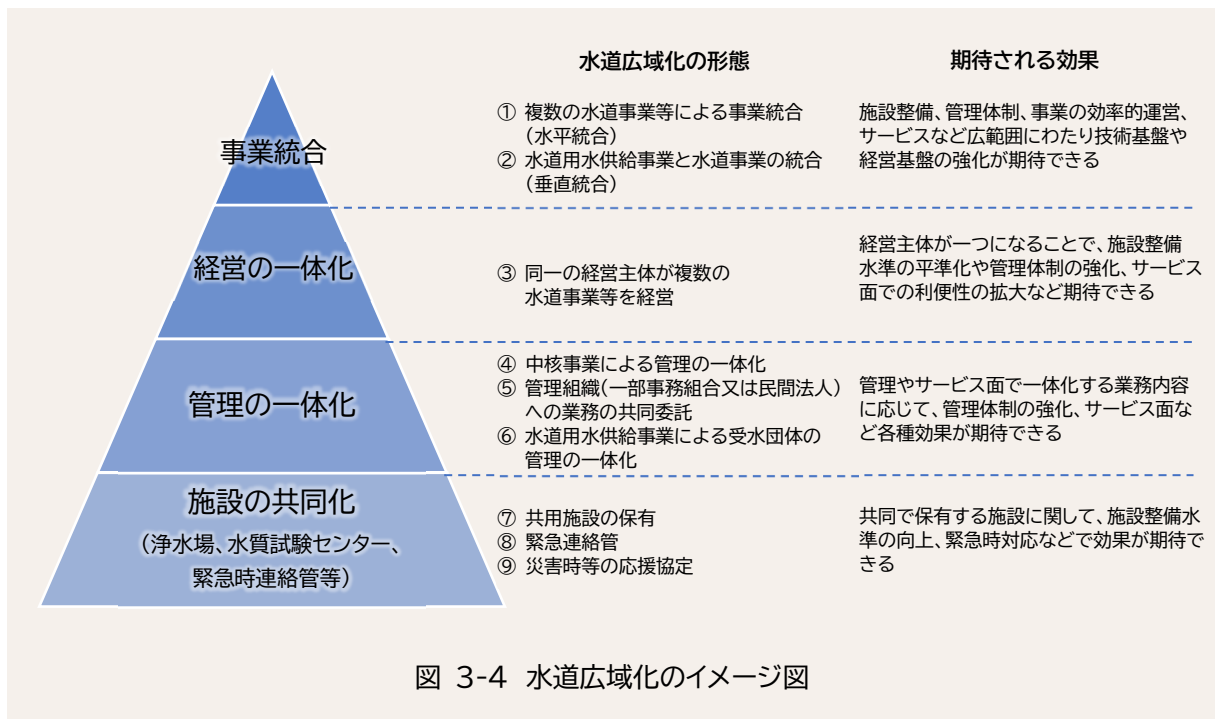 水道広域化の形態
期待される効果
事業統合
① 複数の水道事業等による事業統合
（水平統合）
② 水道用水供給事業と水道事業の統合
（垂直統合）
施設整備、管理体制、事業の効率的運営、
サービスなど広範囲にわたり技術基盤や
経営基盤の強化が期待できる
経営の一体化
③ 同一の経営主体が複数の
水道事業等を経営
経営主体が一つになることで、施設整備
水準の平準化や管理体制の強化、サービス
面での利便性の拡大など期待できる
管理の一体化
④ 中核事業による管理の一体化
⑤ 管理組織（一部事務組合又は民間法人）
への業務の共同委託
⑥ 水道用水供給事業による受水団体の
管理の一体化
管理やサービス面で一体化する業務内容
に応じて、管理体制の強化、サービス面な
ど各種効果が期待できる
施設の共同化
（浄水場、水質試験センター、
緊急時連絡管等）
⑦ 共用施設の保有
⑧ 緊急連絡管
⑨ 災害時等の応援協定
共同で保有する施設に関して、施設整備水
準の向上、緊急時対応などで効果が期待で
きる
図 3-4 水道広域化のイメージ図